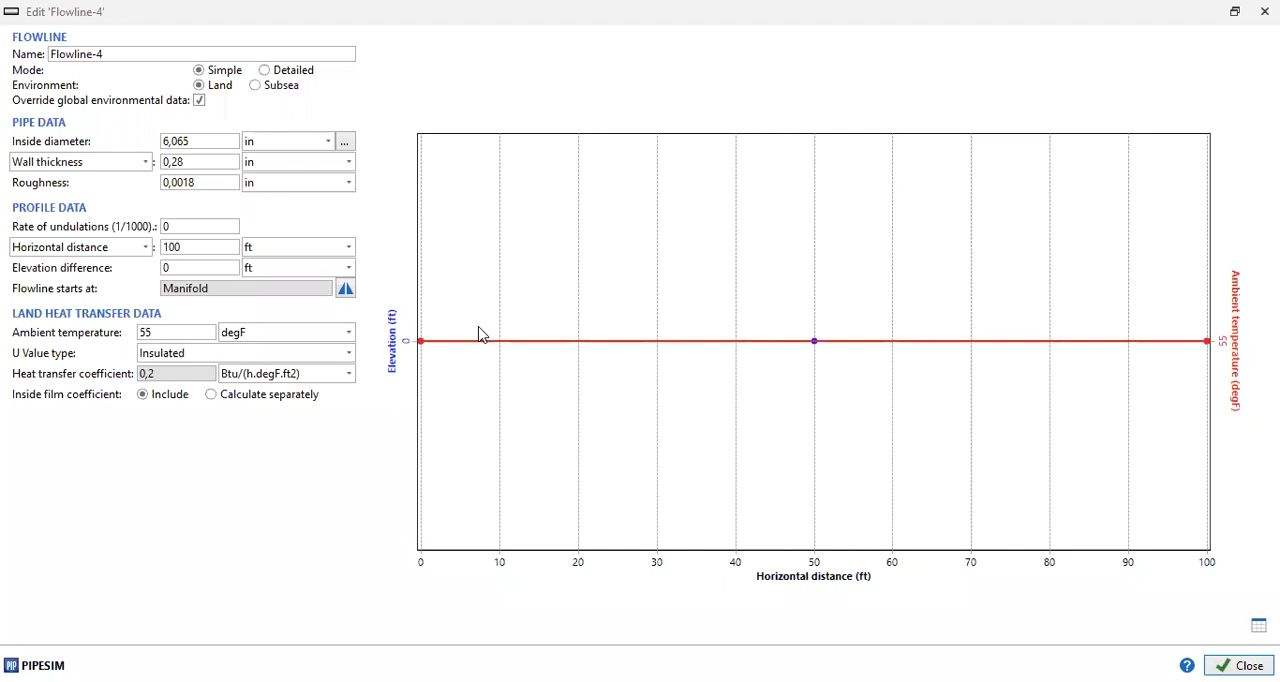 Edit 'Flowline-4'
FLOWLINE
Name: Flowline-4
Mode: Simple Detailed
Environment: Land Subsea
Override global environmental data:
PIPE DATA
Inside diameter: 6,065 in ...
Wall thickness : 0,28 in
Roughness: 0,0018 in
PROFILE DATA
Rate of undulations (1/1000).: 0
Horizontal distance : 100 ft
Elevation difference: 0 ft
Flowline starts at: Manifold
LAND HEAT TRANSFER DATA
Ambient temperature: 55 degF
U Value type: Insulated
Heat transfer coefficient: 0,2 Btu/(h.degF.ft2)
Inside film coefficient: Include Calculate separately
Elevation (ft)
0
55
Ambient temperature (degF)
0 10 20 30 40 50 60 70 80 90 100
Horizontal distance (ft)
PIP PIPESIM
? Close